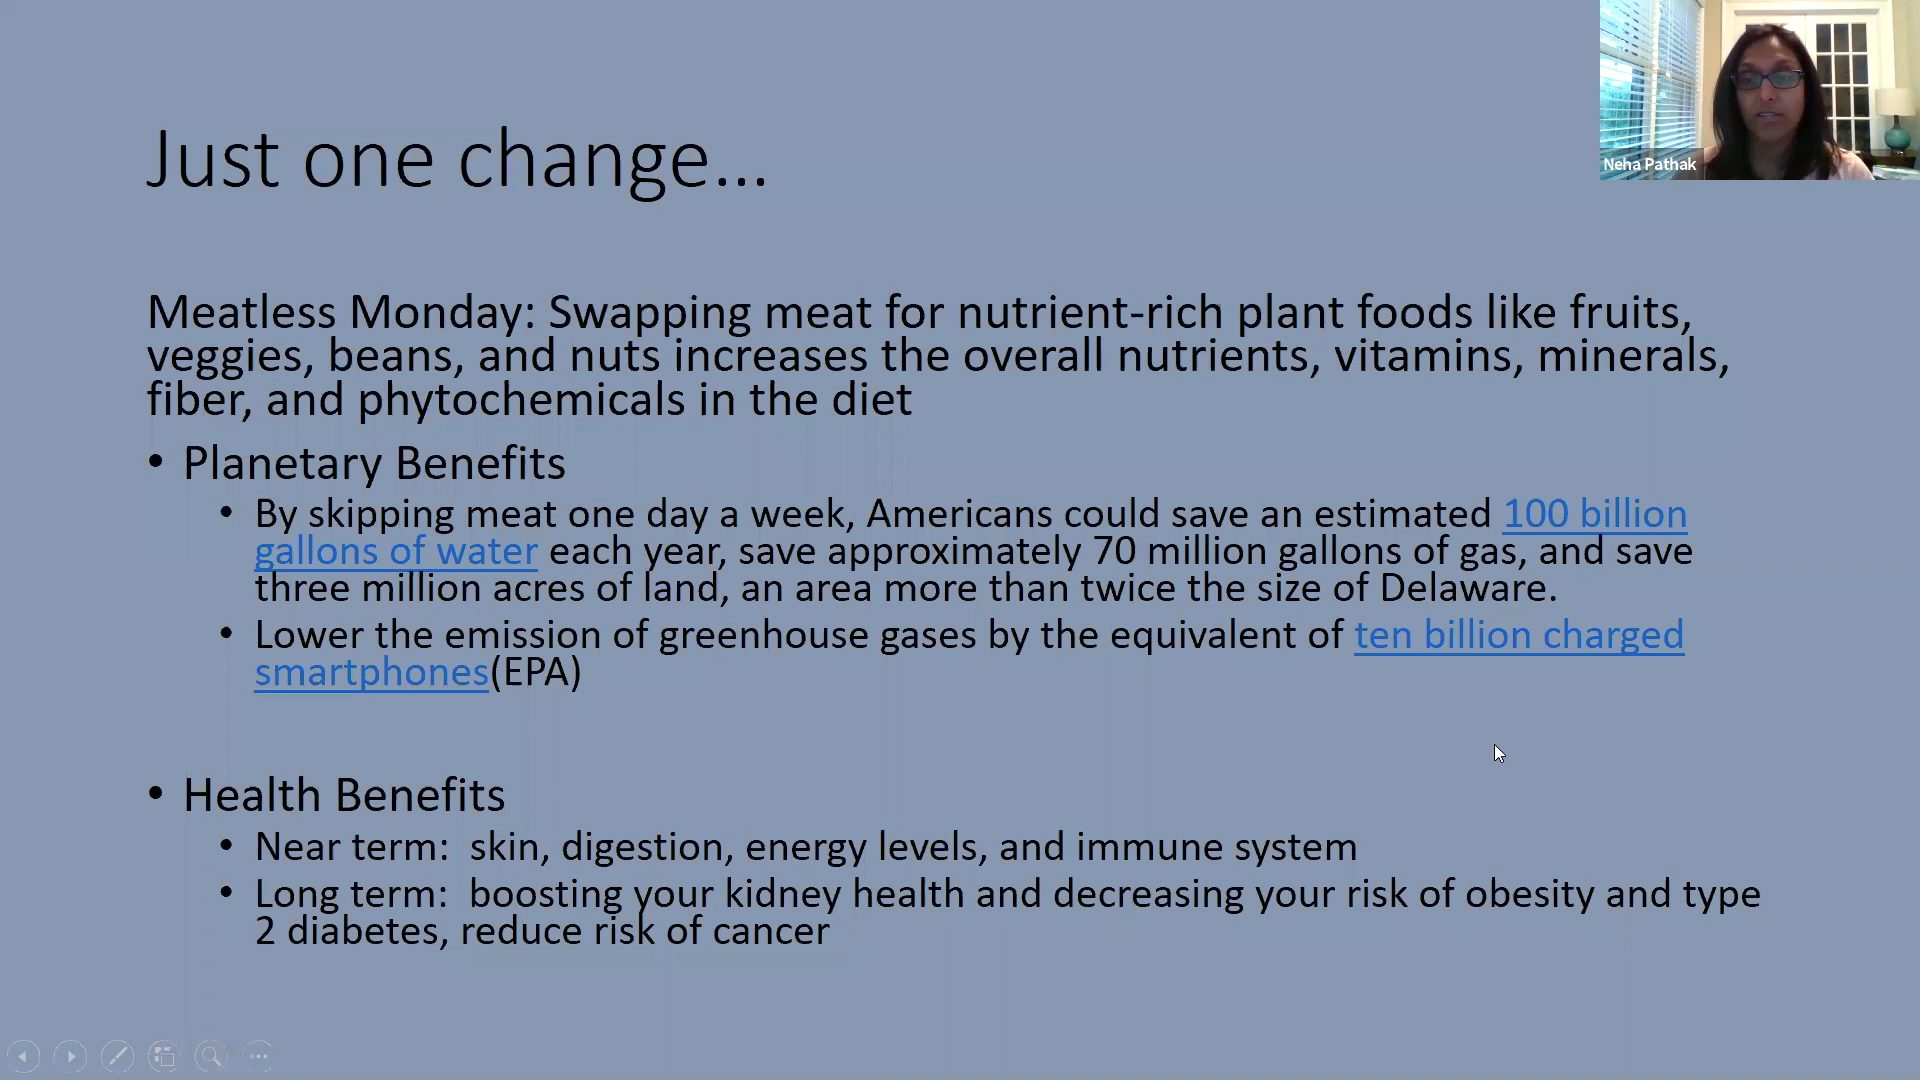 Neha Pathak
Just one change...
Meatless Monday: Swapping meat for nutrient-rich plant foods like fruits,
veggies, beans, and nuts increases the overall nutrients, vitamins, minerals,
fiber, and phytochemicals in the diet
• Planetary Benefits
• By skipping meat one day a week, Americans could save an estimated 100 billion
gallons of water each year, save approximately 70 million gallons of gas, and save
three million acres of land, an area more than twice the size of Delaware.
• Lower the emission of greenhouse gases by the equivalent of ten billion charged
smartphones(EPA)
• Health Benefits
• Near term:  skin, digestion, energy levels, and immune system
• Long term:  boosting your kidney health and decreasing your risk of obesity and type
2 diabetes, reduce risk of cancer